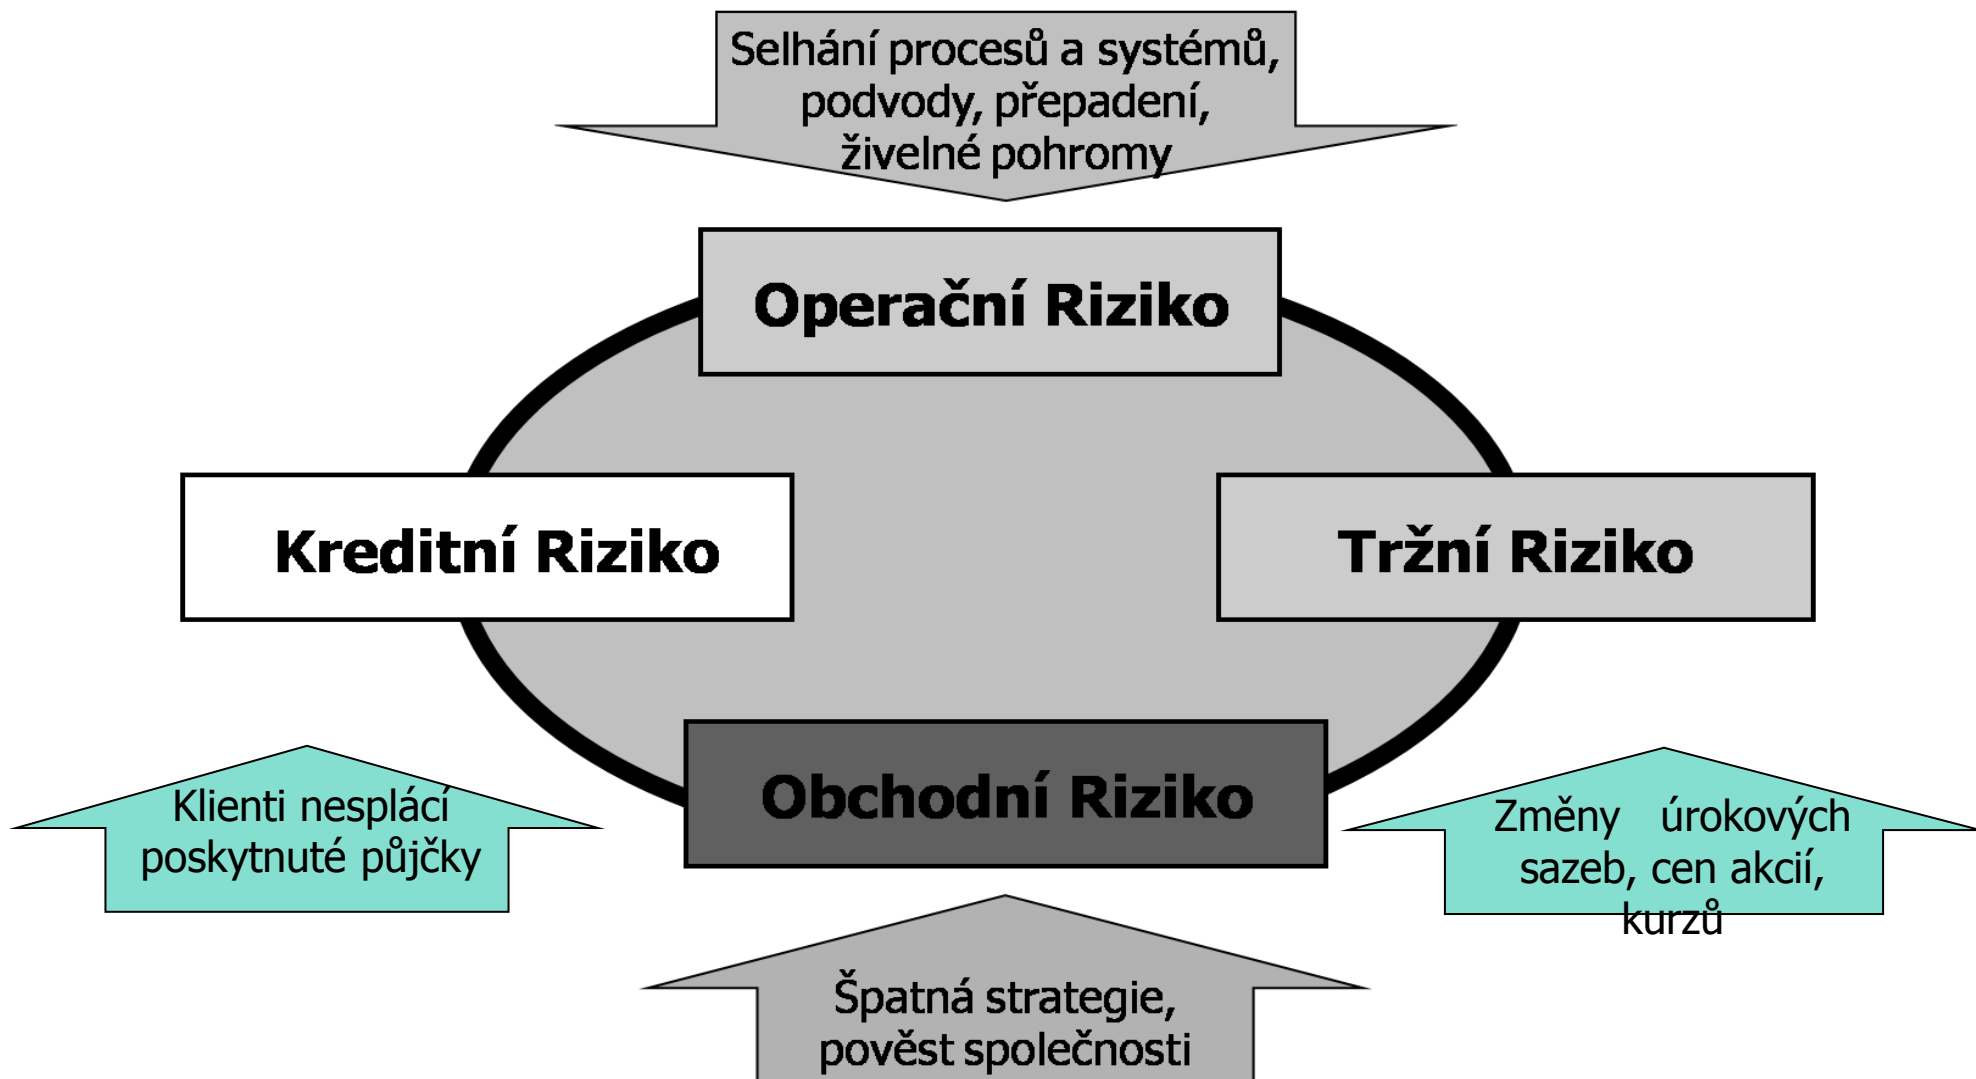 Selhání procesů a systémů,
podvody, přepadení,
živelné pohromy
Operační Riziko
Kreditní Riziko
Tržní Riziko
Obchodní Riziko
Klienti nesplácí
poskytnuté půjčky
Změny úrokových
sazeb, cen akcií,
kurzů
Špatná strategie,
pověst společnosti